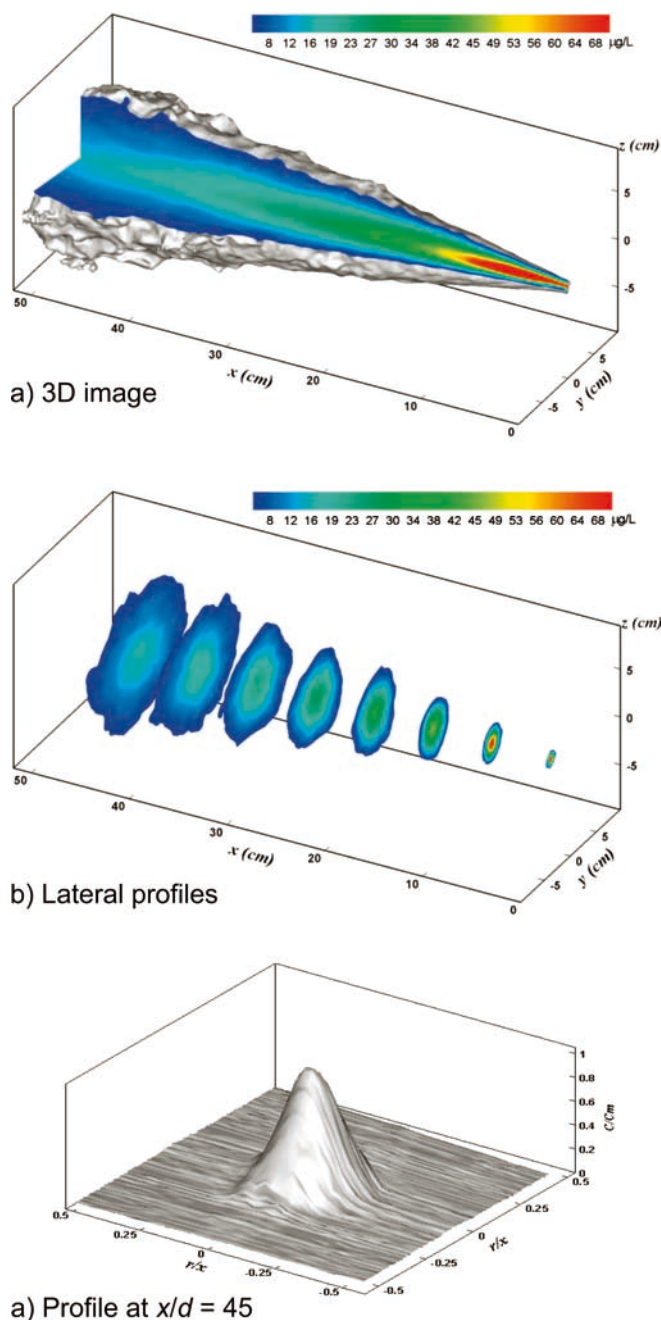 8 12 16 19 23 27 30 34 38 42 45 49 53 56 60 64 68 µg/L
z (cm)
5
0
-5
50
40
30
20
10
0
x (cm)
-5
0
5
y (cm)
a) 3D image
8 12 16 19 23 27 30 34 38 42 45 49 53 56 60 64 68 µg/L
z (cm)
5
0
-5
50
40
30
20
10
0
x (cm)
-5
0
5
y (cm)
b) Lateral profiles
1
0.8
0.6
0.4
0.2
0
C/Cm
0.5
0.25
0
-0.25
-0.5
r/x
-0.5
-0.25
0
0.25
0.5
r/x
a) Profile at x/d = 45